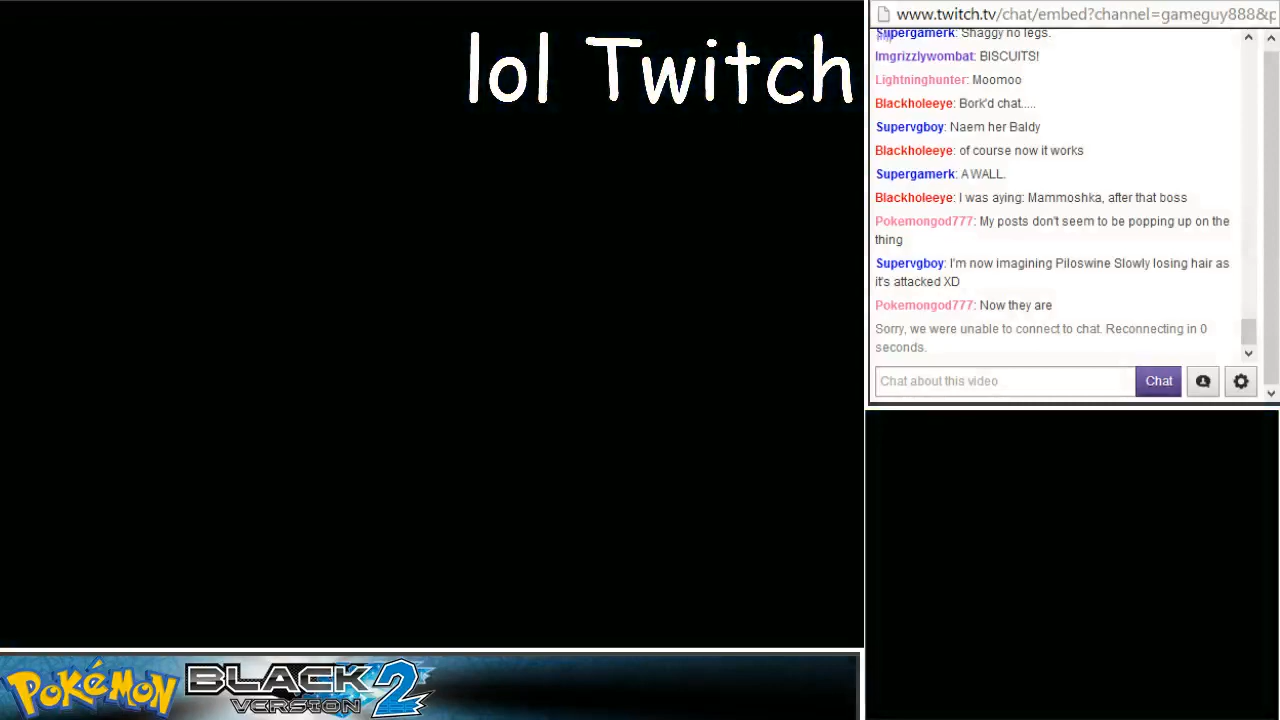 lol Twitch
www.twitch.tv/chat/embed?channel=gameguy888&p
Supergamerk: Shaggy no legs.
Imgrizzlywombat: BISCUITS!
Lightninghunter: Moomoo
Blackholeeye: Bork'd chat.....
Supervgboy: Naem her Baldy
Blackholeeye: of course now it works
Supergamerk: A WALL.
Blackholeeye: I was aying: Mammoshka, after that boss
Pokemongod777: My posts don't seem to be popping up on the
thing
Supervgboy: I'm now imagining Piloswine Slowly losing hair as
it's attacked XD
Pokemongod777: Now they are
Sorry, we were unable to connect to chat. Reconnecting in 0
seconds.
Chat about this video
Chat
POKéMON
BLACK 2
VERSION